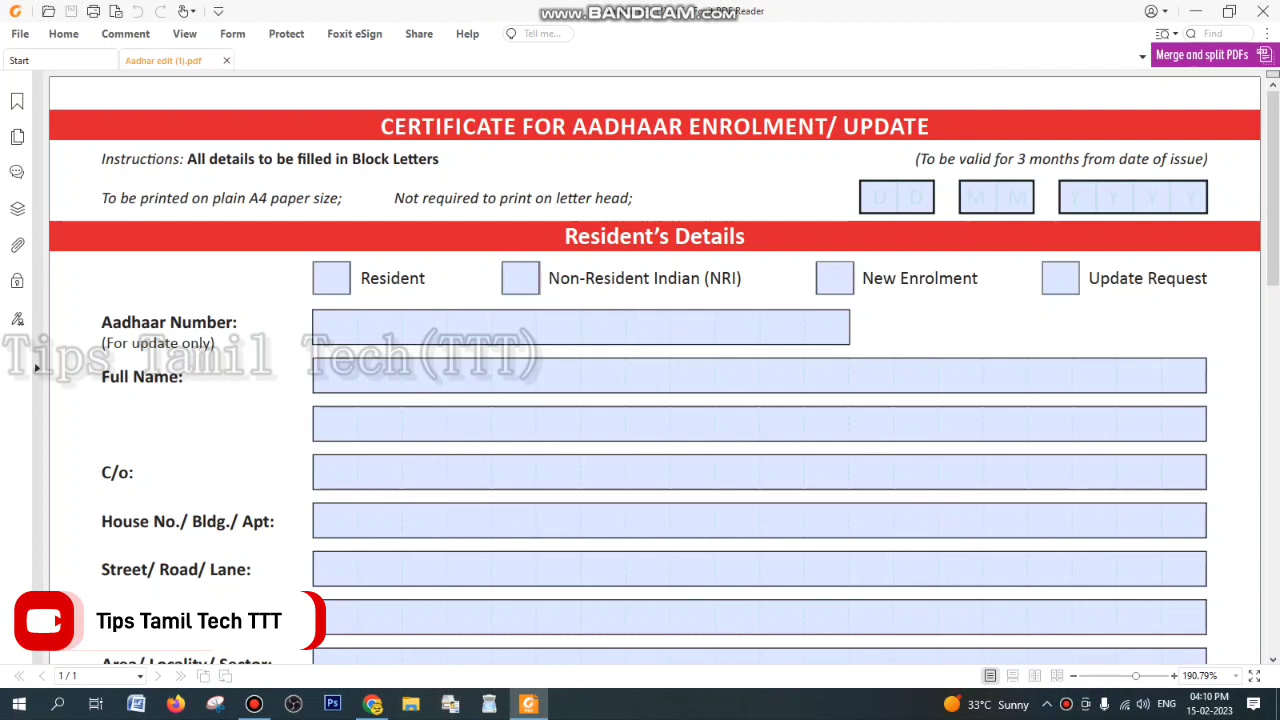 www.BANDICAM.com
Reader
File Home Comment View Form Protect Foxit eSign Share Help Tell me... Find
Start Aadhar edit (1).pdf Merge and split PDFs
CERTIFICATE FOR AADHAAR ENROLMENT/ UPDATE
Instructions: All details to be filled in Block Letters (To be valid for 3 months from date of issue)
To be printed on plain A4 paper size; Not required to print on letter head; D D M M Y Y Y Y
Resident's Details
Resident Non-Resident Indian (NRI) New Enrolment Update Request
Aadhaar Number:
(For update only)
Tips Tamil Tech(TTT)
Full Name:
C/o:
House No./ Bldg./ Apt:
Street/ Road/ Lane:
Tips Tamil Tech TTT
Area/ Locality/ Sector:
1 / 1 190.79%
33°C Sunny ENG 04:10 PM
15-02-2023